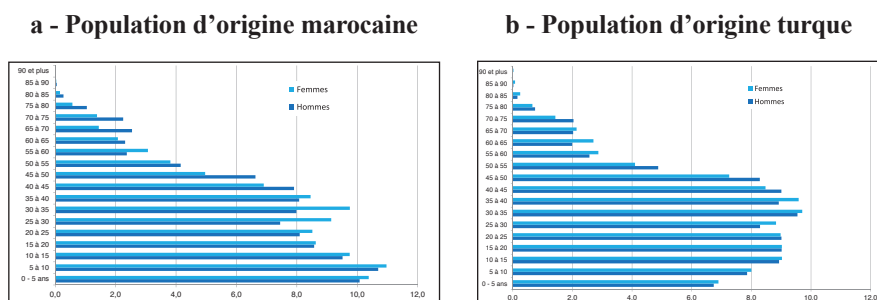 a - Population d’origine marocaine
90 et plus
85 à 90
80 à 85
75 à 80
70 à 75
65 à 70
60 à 65
55 à 60
50 à 55
45 à 50
40 à 45
35 à 40
30 à 35
25 à 30
20 à 25
15 à 20
10 à 15
5 à 10
0 - 5 ans
Femmes
Hommes
0,0 2,0 4,0 6,0 8,0 10,0 12,0
b - Population d’origine turque
90 et plus
85 à 90
80 à 85
75 à 80
70 à 75
65 à 70
60 à 65
55 à 60
50 à 55
45 à 50
40 à 45
35 à 40
30 à 35
25 à 30
20 à 25
15 à 20
10 à 15
5 à 10
0 - 5 ans
Femmes
Hommes
0.0 2.0 4.0 6.0 8.0 10.0 12.0